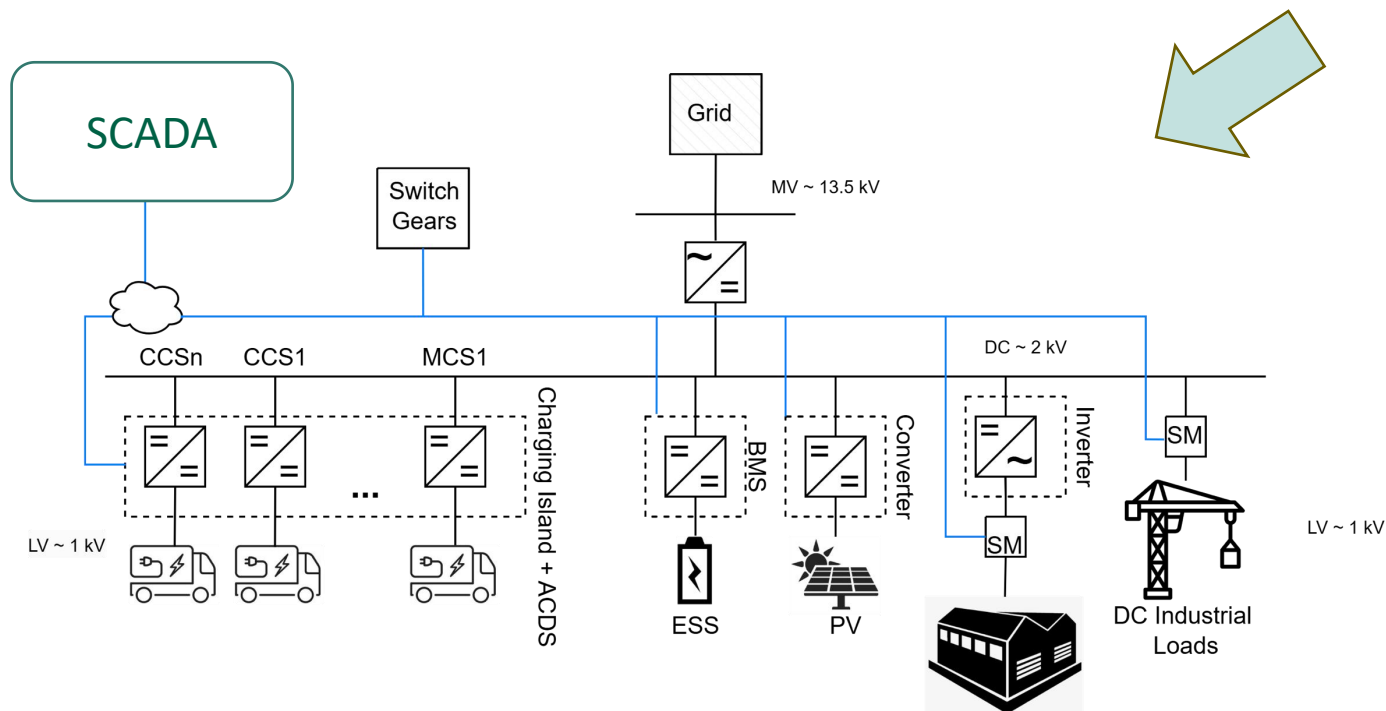 SCADA
Grid
Switch
Gears
MV ~ 13.5 kV
CCSn
CCS1
MCS1
DC ~ 2 kV
Charging Island + ACDS
BMS
Converter
Inverter
SM
SM
...
LV ~ 1 kV
LV ~ 1 kV
ESS
PV
DC Industrial
Loads